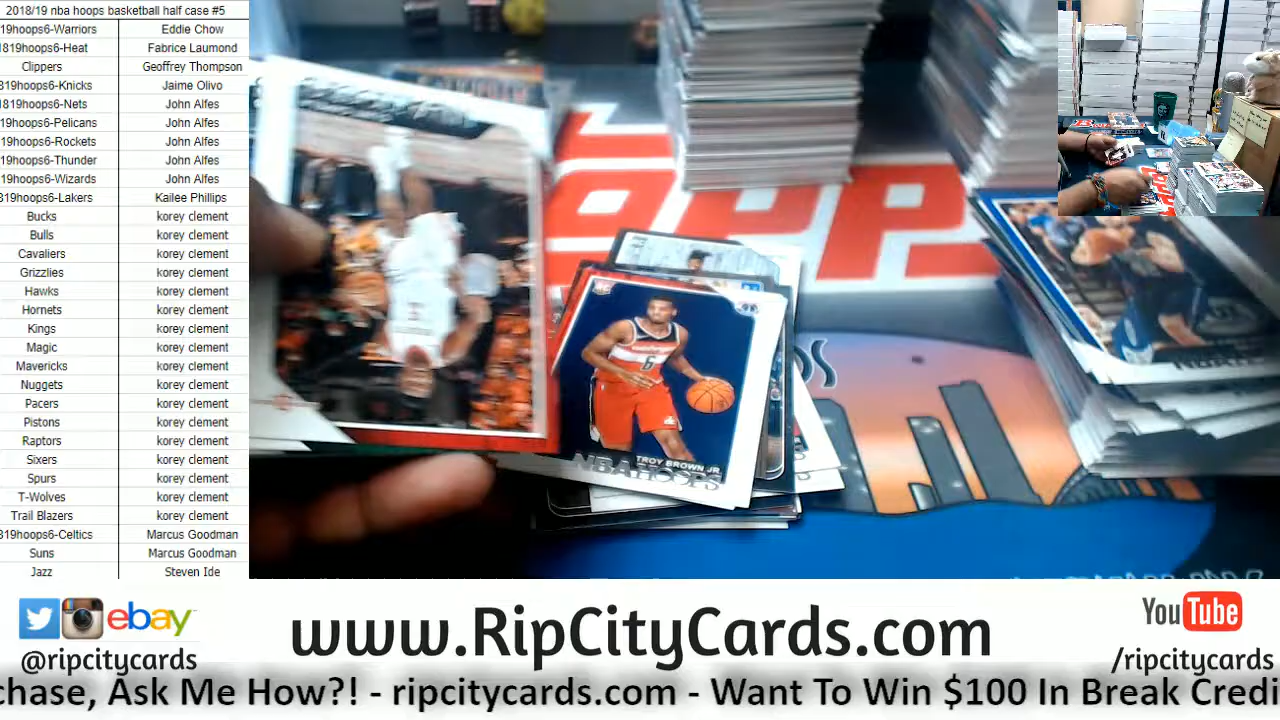 2018/19 nba hoops basketball half case #5
19hoops6-Warriors Eddie Chow
1819hoops6-Heat Fabrice Laumond
Clippers Geoffrey Thompson
819hoops6-Knicks Jaime Olivo
1819hoops6-Nets John Alfes
19hoops6-Pelicans John Alfes
19hoops6-Rockets John Alfes
19hoops6-Thunder John Alfes
19hoops6-Wizards John Alfes
819hoops6-Lakers Kailee Phillips
Bucks korey clement
Bulls korey clement
Cavaliers korey clement
Grizzlies korey clement
Hawks korey clement
Hornets korey clement
Kings korey clement
Magic korey clement
Mavericks korey clement
Nuggets korey clement
Pacers korey clement
Pistons korey clement
Raptors korey clement
Sixers korey clement
Spurs korey clement
T-Wolves korey clement
Trail Blazers korey clement
819hoops6-Celtics Marcus Goodman
Suns Marcus Goodman
Jazz Steven Ide
TOPP
6
TROY BROWN JR
NBA HOOPS
ebay
@ripcitycards
www.RipCityCards.com
YouTube
/ripcitycards
chase, Ask Me How?! - ripcitycards.com - Want To Win $100 In Break Credi